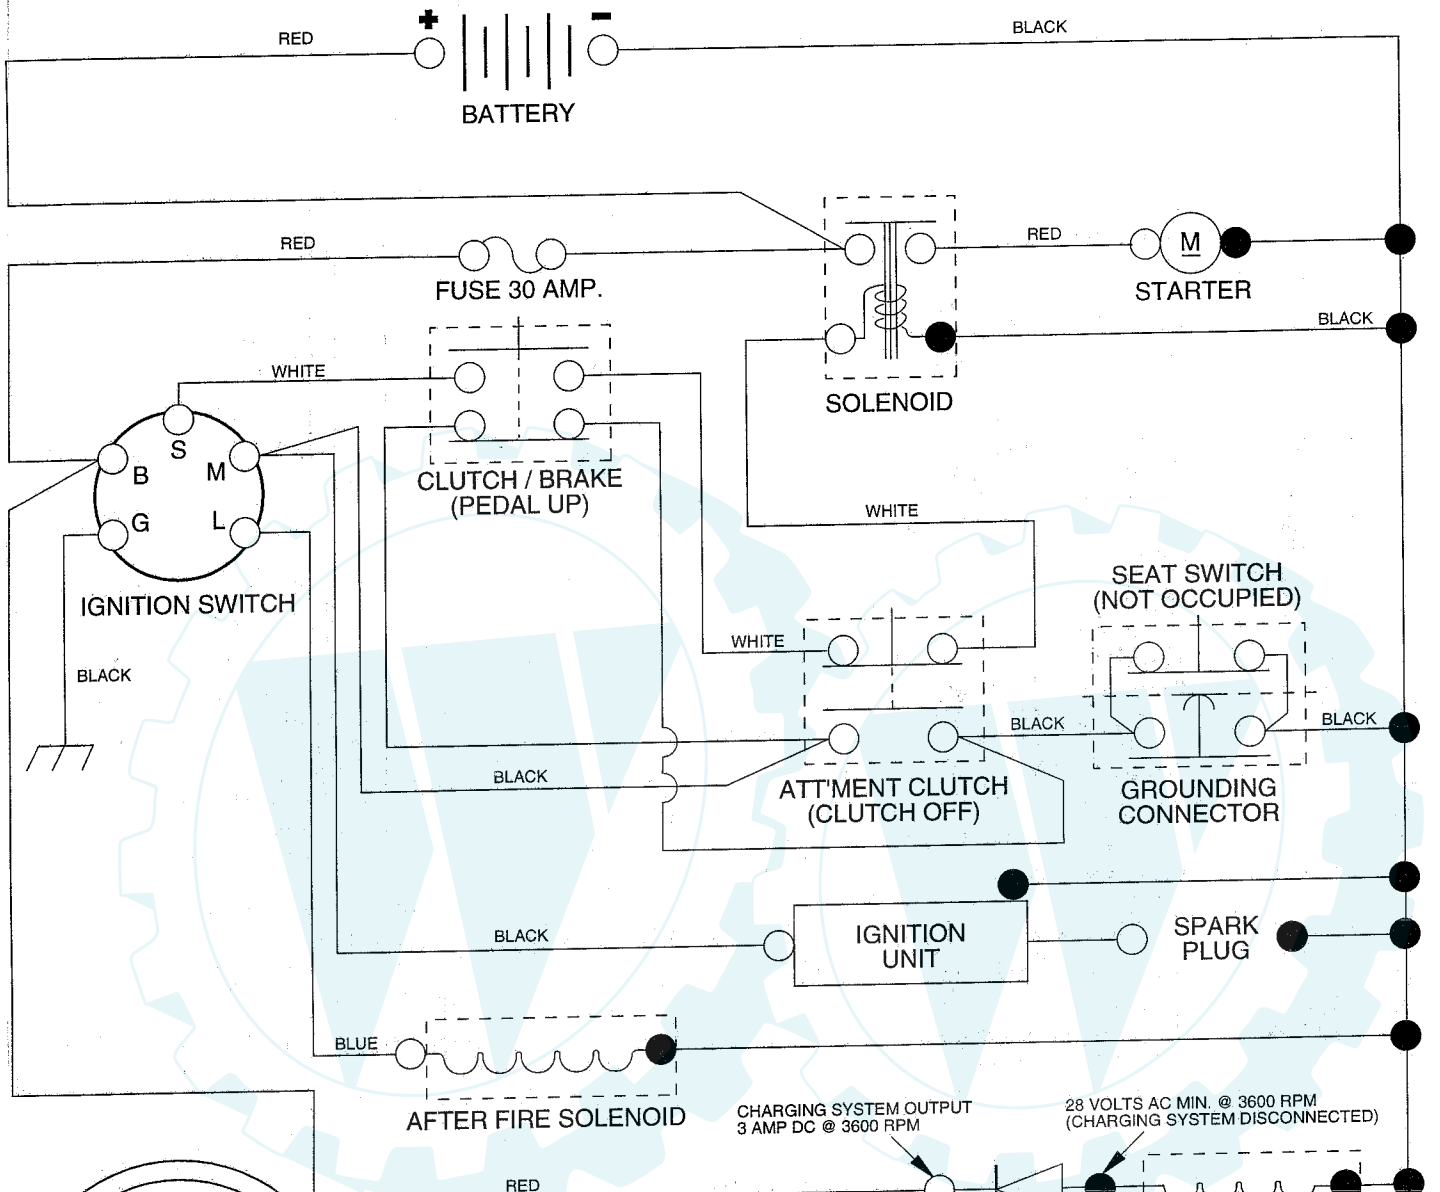 RED
+
-
BLACK
BATTERY
RED
FUSE 30 AMP.
RED
M
STARTER
BLACK
SOLENOID
WHITE
S
B
M
G
L
IGNITION SWITCH
CLUTCH / BRAKE
(PEDAL UP)
WHITE
SEAT SWITCH
(NOT OCCUPIED)
BLACK
WHITE
BLACK
BLACK
BLACK
ATT'MENT CLUTCH
(CLUTCH OFF)
GROUNDING
CONNECTOR
BLACK
IGNITION
UNIT
SPARK
PLUG
BLUE
AFTER FIRE SOLENOID
CHARGING SYSTEM OUTPUT
3 AMP DC @ 3600 RPM
28 VOLTS AC MIN. @ 3600 RPM
(CHARGING SYSTEM DISCONNECTED)
RED